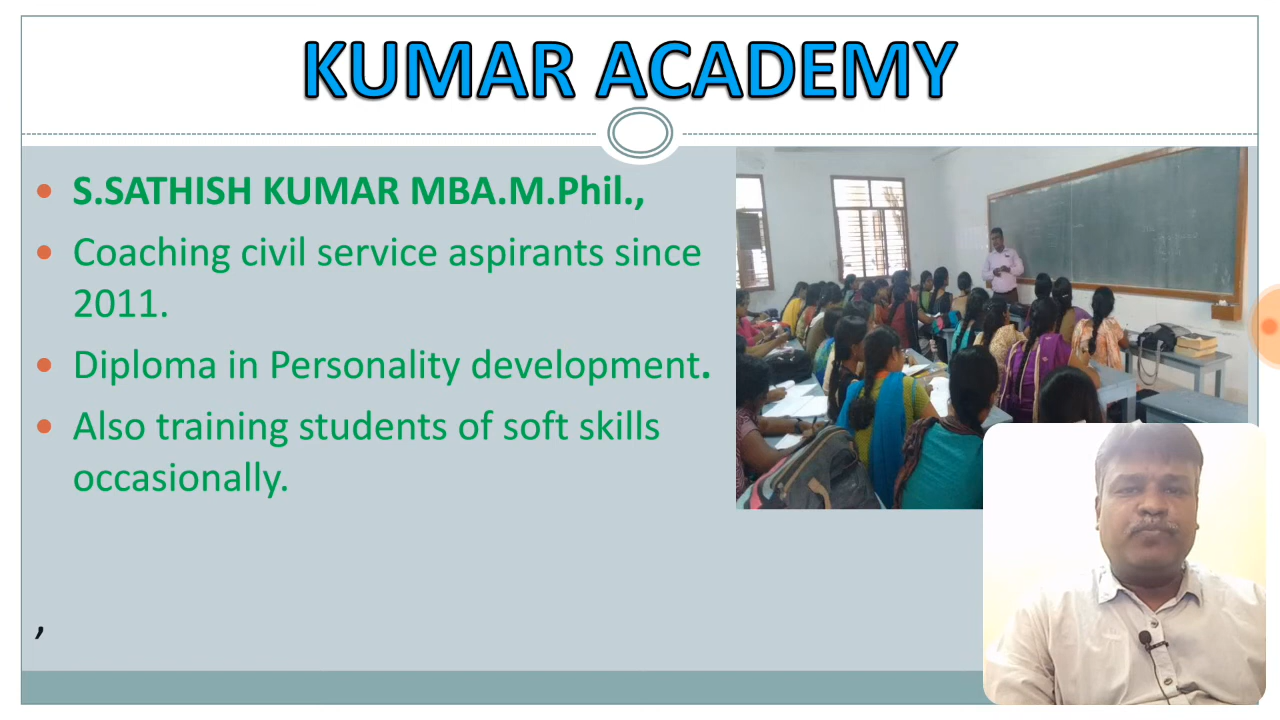 KUMAR ACADEMY
S.SATHISH KUMAR MBA.M.Phil.,
Coaching civil service aspirants since
2011.
Diploma in Personality development.
Also training students of soft skills
occasionally.
,